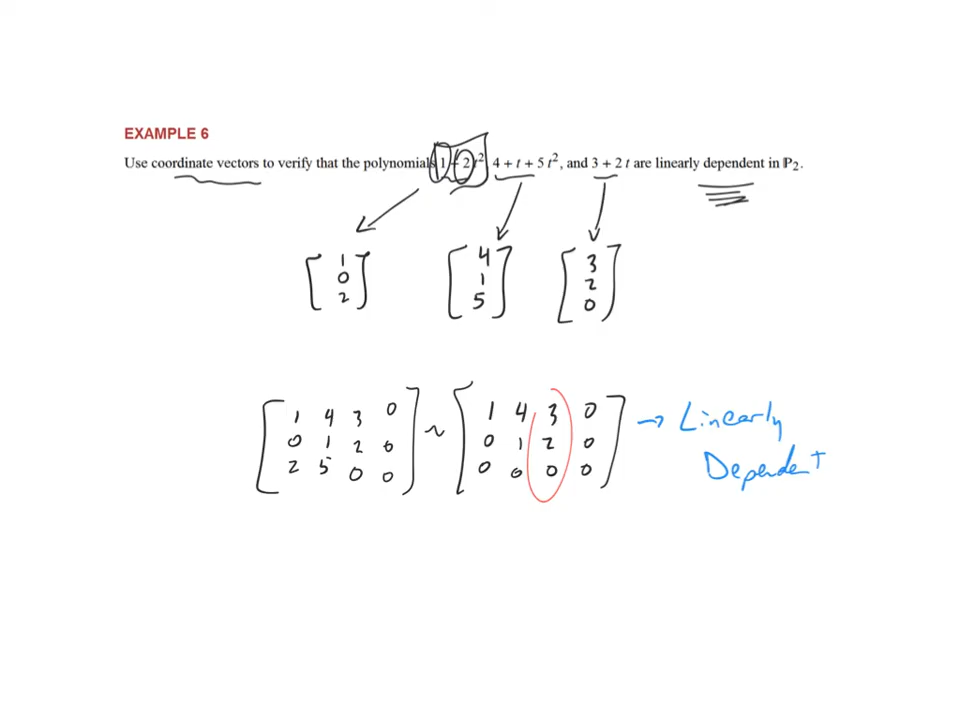 EXAMPLE 6
Use coordinate vectors to verify that the polynomials 1 + 2t², 4 + t + 5t², and 3 + 2t are linearly dependent in ℙ₂.
[1 [4 [3
0 1 2
2] 5] 0]
[1 4 3 0 ~ [1 4 3 0 → Linearly
0 1 2 0 0 1 2 0
2 5 0 0] 0 0 0 0] Dependent